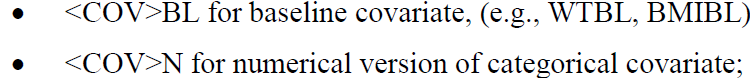 • <COV>BL for baseline covariate, (e.g., WTBL, BMIBL)
• <COV>N for numerical version of categorical covariate;